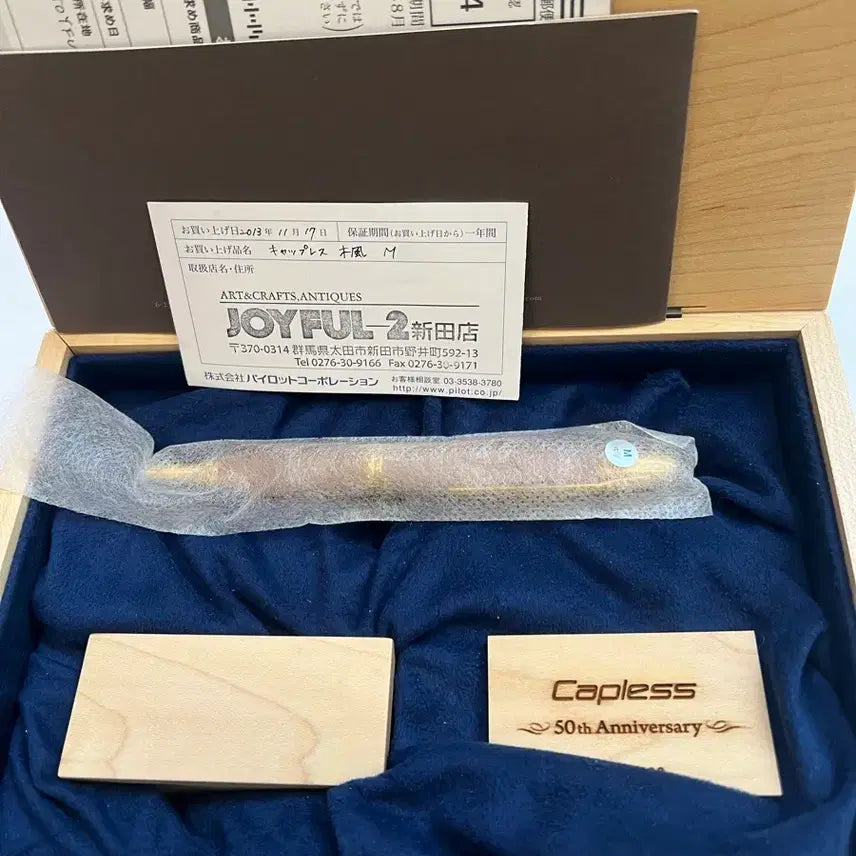 お買い上げ日2013年 11月 17日 保証期間(お買い上げ日から)一年間
お買い上げ品名 キャップレス 木楓 M
取扱店名・住所
ART&CRAFTS,ANTIQUES
JOYFUL-2新田店
〒370-0314 群馬県太田市新田市野井町592-13
Tel 0276-30-9166 Fax 0276-30-9171
株式会社パイロットコーポレーション お客様相談室 03-3538-3780
http://www.pilot.co.jp/
M
Capless
50th Anniversary